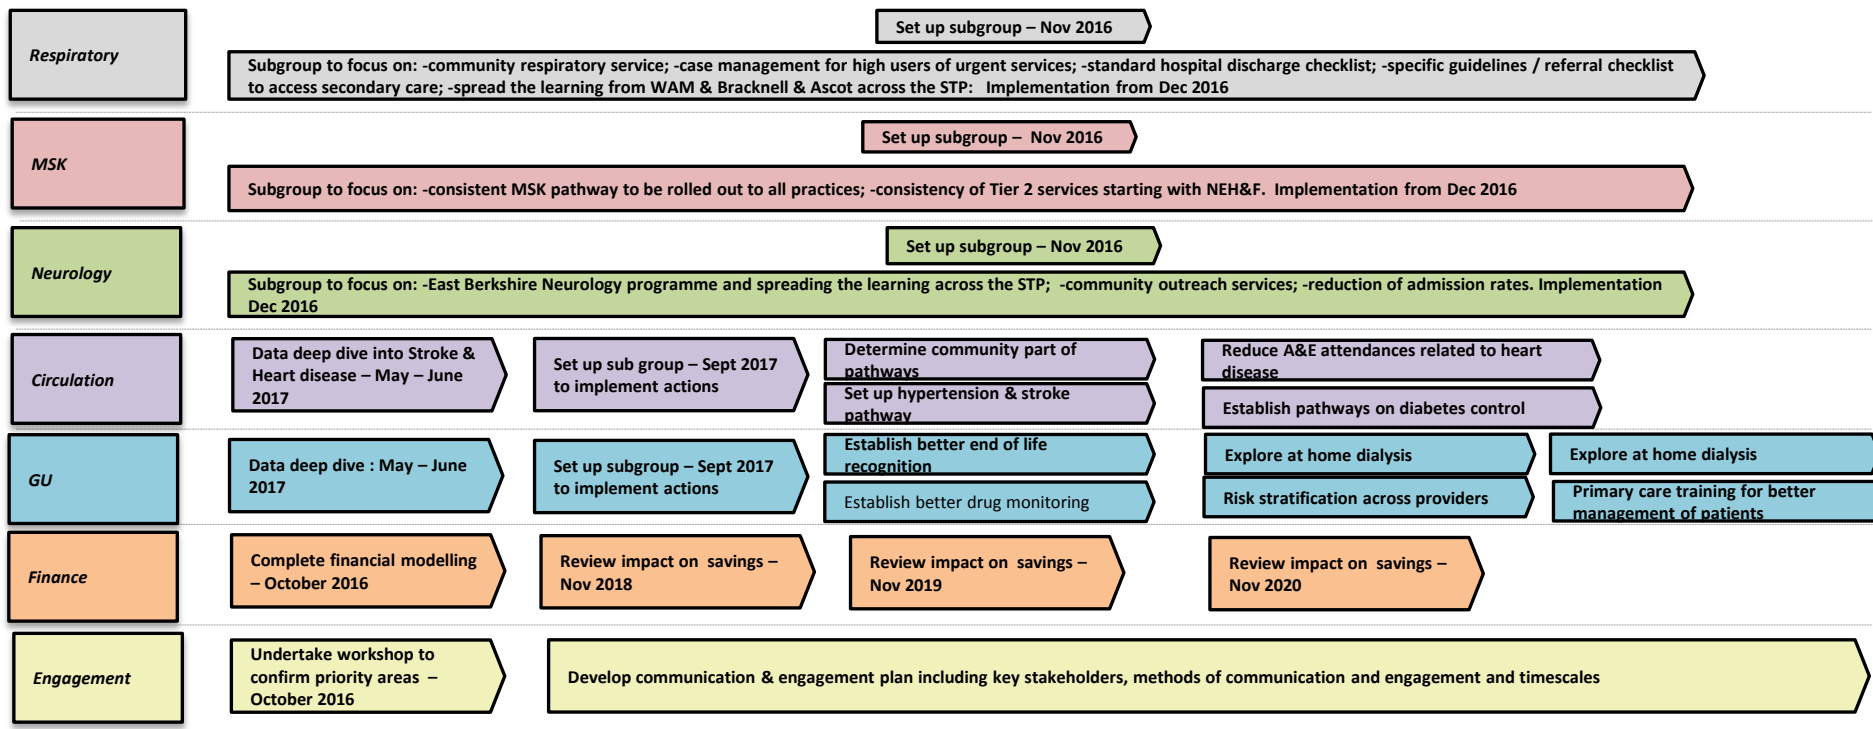 Respiratory
Set up subgroup – Nov 2016
Subgroup to focus on: -community respiratory service; -case management for high users of urgent services; -standard hospital discharge checklist; -specific guidelines / referral checklist
to access secondary care; -spread the learning from WAM & Bracknell & Ascot across the STP: Implementation from Dec 2016
MSK
Set up subgroup – Nov 2016
Subgroup to focus on: -consistent MSK pathway to be rolled out to all practices; -consistency of Tier 2 services starting with NEH&F. Implementation from Dec 2016
Neurology
Set up subgroup – Nov 2016
Subgroup to focus on: -East Berkshire Neurology programme and spreading the learning across the STP; -community outreach services; -reduction of admission rates. Implementation
Dec 2016
Circulation
Data deep dive into Stroke &
Heart disease – May – June
2017
Set up sub group – Sept 2017
to implement actions
Determine community part of
pathways
Set up hypertension & stroke
pathway
Reduce A&E attendances related to heart
disease
Establish pathways on diabetes control
GU
Data deep dive : May – June
2017
Set up subgroup – Sept 2017
to implement actions
Establish better end of life
recognition
Establish better drug monitoring
Explore at home dialysis
Risk stratification across providers
Explore at home dialysis
Primary care training for better
management of patients
Finance
Complete financial modelling
– October 2016
Review impact on savings –
Nov 2018
Review impact on savings –
Nov 2019
Review impact on savings –
Nov 2020
Engagement
Undertake workshop to
confirm priority areas –
October 2016
Develop communication & engagement plan including key stakeholders, methods of communication and engagement and timescales